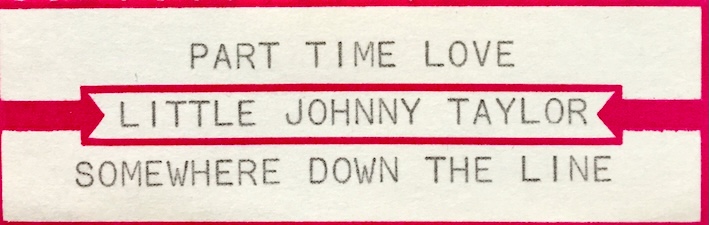 PART TIME LOVE
LITTLE JOHNNY TAYLOR
SOMEWHERE DOWN THE LINE